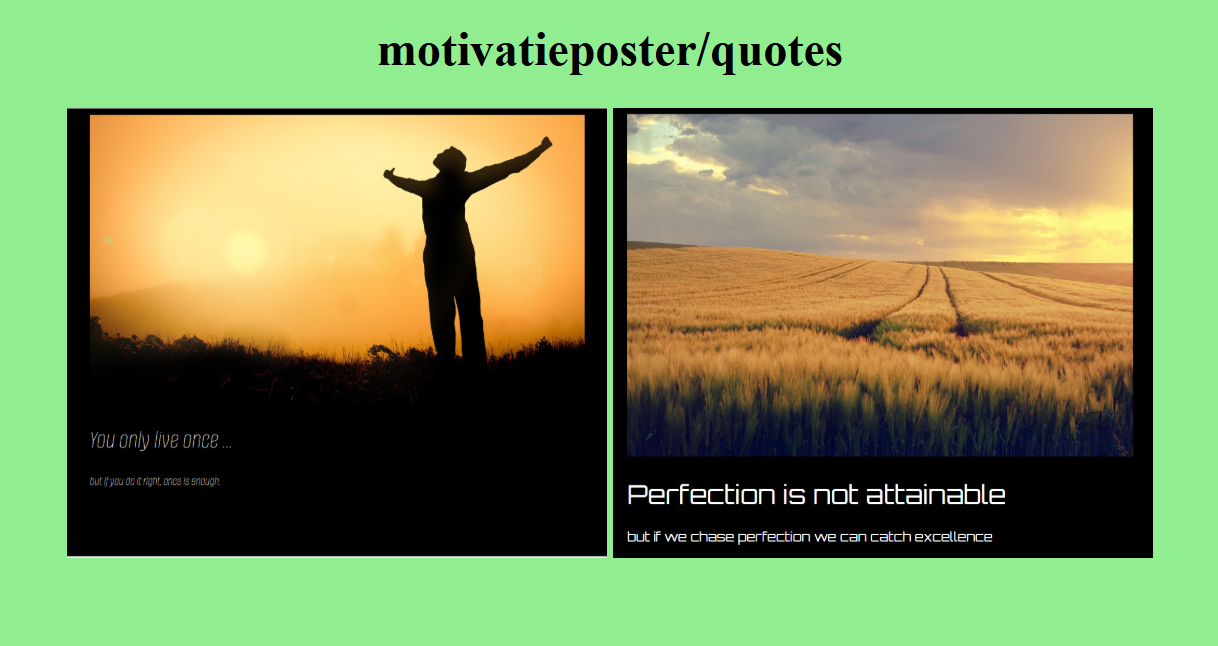 motivatieposter/quotes
You only live once ...
but if you do it right, once is enough.
Perfection is not attainable
but if we chase perfection we can catch excellence